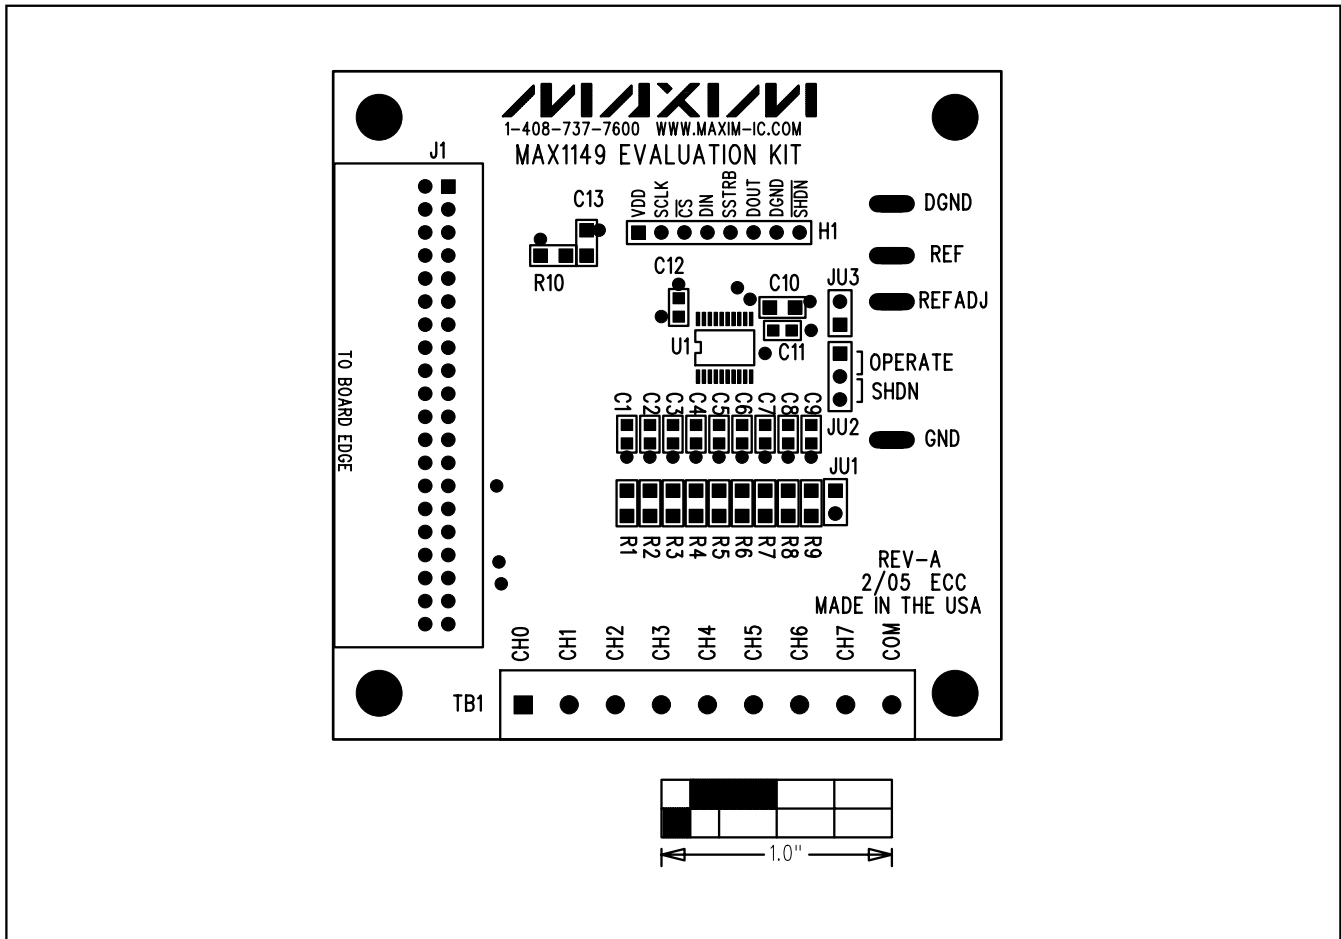 MAXIM
1-408-737-7600 WWW.MAXIM-IC.COM
MAX1149 EVALUATION KIT
J1
C13
VDD
SCLK
CS
DIN
SSTRB
DOUT
DGND
SHDN
H1
DGND
R10
C12
REF
C10
JU3
REFADJ
U1
C11
TO BOARD EDGE
OPERATE
SHDN
C1 C2 C3 C4 C5 C6 C7 C8 C9
JU2
GND
JU1
R1 R2 R3 R4 R5 R6 R7 R8 R9
REV-A
2/05 ECC
MADE IN THE USA
CH0 CH1 CH2 CH3 CH4 CH5 CH6 CH7 COM
TB1
1.0"